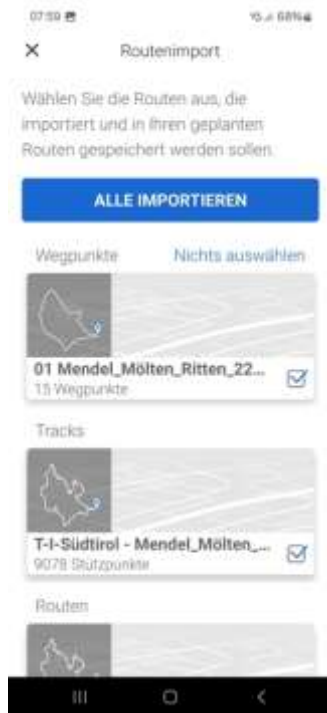 07:59
68%
Routenimport
Wählen Sie die Routen aus, die
importiert und in Ihren geplanten
Routen gespeichert werden sollen.
ALLE IMPORTIEREN
Wegpunkte Nichts auswählen
01 Mendel_Mölten_Ritten_22...
15 Wegpunkte
Tracks
T-I-Südtirol - Mendel_Mölten_...
9078 Stützpunkte
Routen